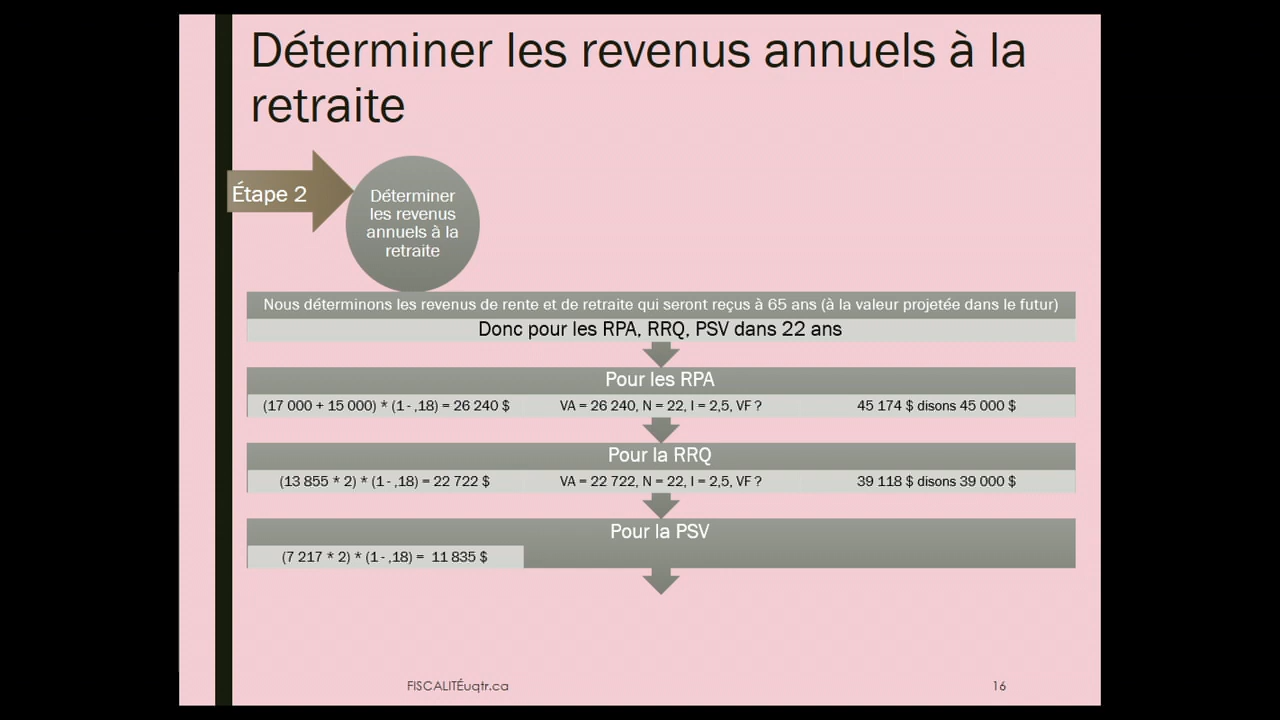 Déterminer les revenus annuels à la
retraite
Étape 2
Déterminer
les revenus
annuels à la
retraite
Nous déterminons les revenus de rente et de retraite qui seront reçus à 65 ans (à la valeur projetée dans le futur)
Donc pour les RPA, RRQ, PSV dans 22 ans
Pour les RPA
(17 000 + 15 000) * (1 - ,18) = 26 240 $
VA = 26 240, N = 22, I = 2,5, VF ?
45 174 $ disons 45 000 $
Pour la RRQ
(13 855 * 2) * (1 - ,18) = 22 722 $
VA = 22 722, N = 22, I = 2,5, VF ?
39 118 $ disons 39 000 $
Pour la PSV
(7 217 * 2) * (1 - ,18) = 11 835 $
FISCALITÉuqtr.ca
16